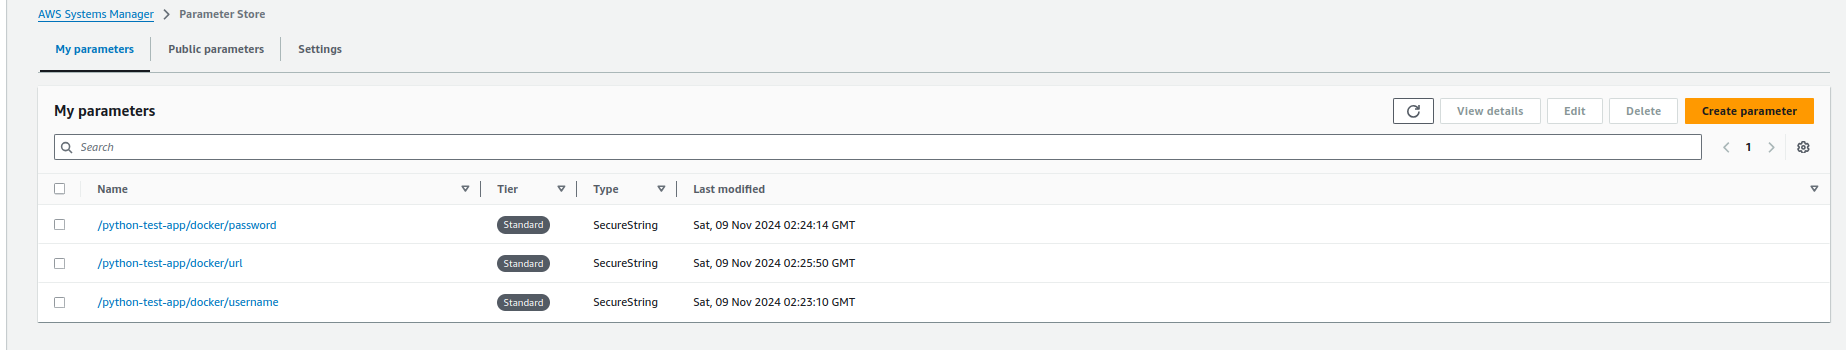 AWS Systems Manager > Parameter Store
My parameters Public parameters Settings
My parameters View details Edit Delete Create parameter
Search 1
Name Tier Type Last modified
/python-test-app/docker/password Standard SecureString Sat, 09 Nov 2024 02:24:14 GMT
/python-test-app/docker/url Standard SecureString Sat, 09 Nov 2024 02:25:50 GMT
/python-test-app/docker/username Standard SecureString Sat, 09 Nov 2024 02:23:10 GMT